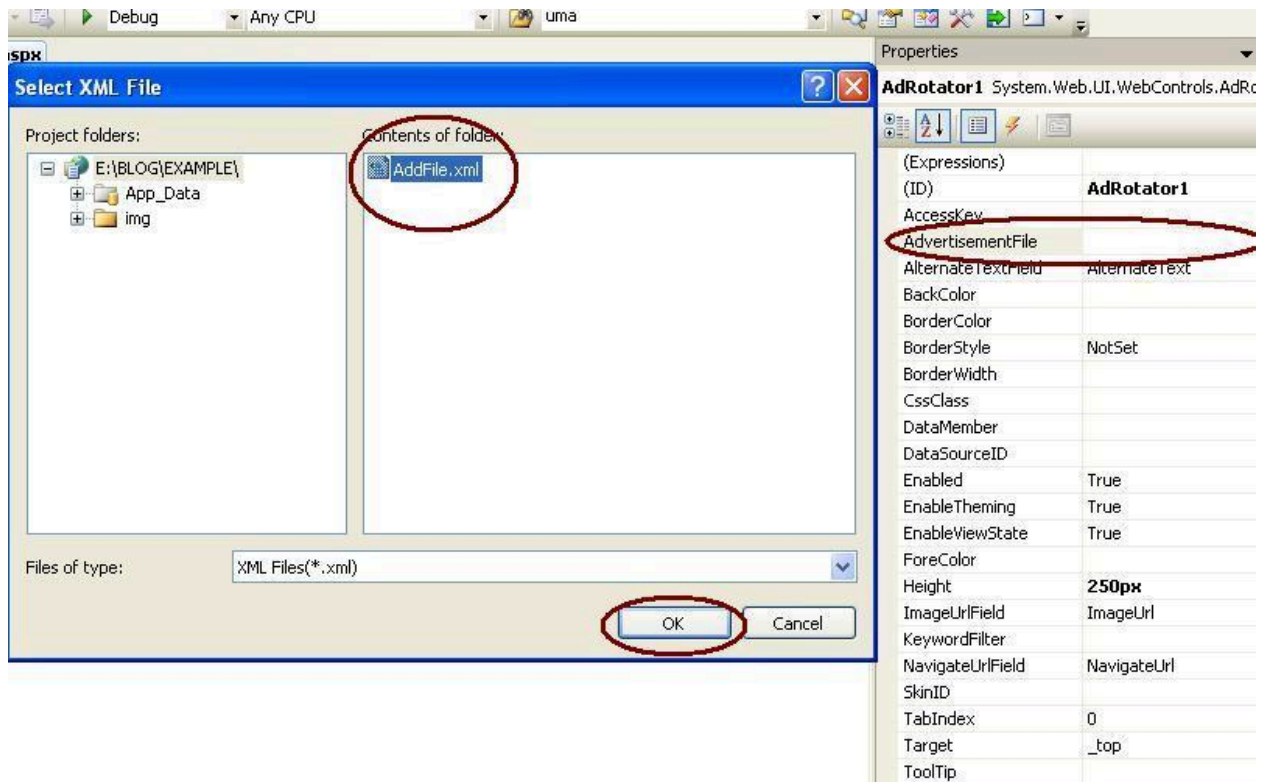 Debug Any CPU uma
aspx
Select XML File
Project folders:
Contents of folder:
E:\BLOG\EXAMPLE\
App_Data
img
AddFile.xml
Files of type: XML Files(*.xml)
OK Cancel
Properties
AdRotator1 System.Web.UI.WebControls.AdRo
(Expressions)
(ID) AdRotator1
AccessKey
AdvertisementFile
AlternateTextField AlternateText
BackColor
BorderColor
BorderStyle NotSet
BorderWidth
CssClass
DataMember
DataSourceID
Enabled True
EnableTheming True
EnableViewState True
ForeColor
Height 250px
ImageUrlField ImageUrl
KeywordFilter
NavigateUrlField NavigateUrl
SkinID
TabIndex 0
Target _top
ToolTip